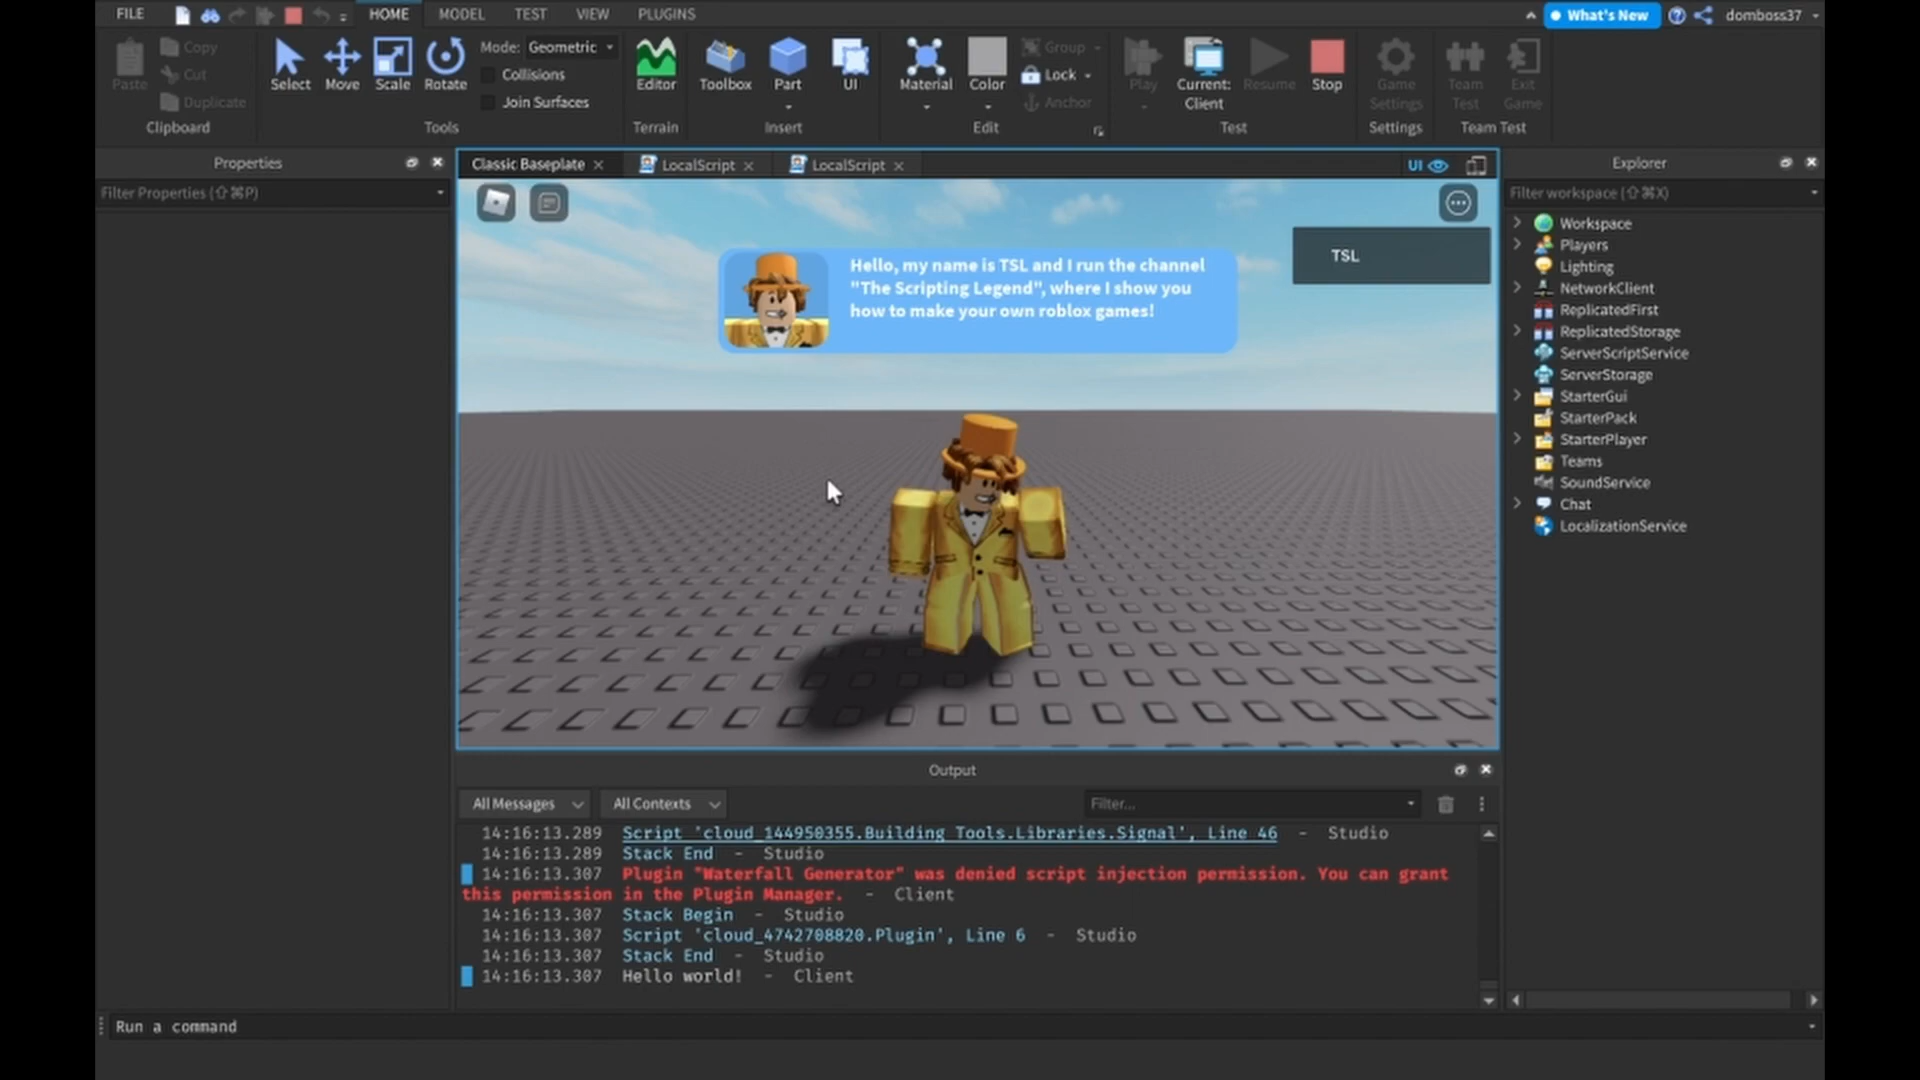 FILE
HOME
MODEL
TEST
VIEW
PLUGINS
What's New
domboss37
Paste
Copy
Cut
Duplicate
Clipboard
Select
Move
Scale
Rotate
Mode: Geometric
Collisions
Join Surfaces
Tools
Editor
Terrain
Toolbox
Part
UI
Insert
Material
Color
Group
Lock
Anchor
Edit
Play
Current:
Client
Resume
Stop
Test
Game
Settings
Settings
Team
Test
Exit
Game
Team Test
Properties
Filter Properties (⇧⌘P)
Classic Baseplate
LocalScript
LocalScript
UI
Hello, my name is TSL and I run the channel
"The Scripting Legend", where I show you
how to make your own roblox games!
TSL
Explorer
Filter workspace (⇧⌘X)
Workspace
Players
Lighting
NetworkClient
ReplicatedFirst
ReplicatedStorage
ServerScriptService
ServerStorage
StarterGui
StarterPack
StarterPlayer
Teams
SoundService
Chat
LocalizationService
Output
All Messages
All Contexts
Filter...
14:16:13.289 Script 'cloud_144950355.Building Tools.Libraries.Signal', Line 46 - Studio
14:16:13.289 Stack End - Studio
14:16:13.307 Plugin "Waterfall Generator" was denied script injection permission. You can grant
this permission in the Plugin Manager. - Client
14:16:13.307 Stack Begin - Studio
14:16:13.307 Script 'cloud_4742708820.Plugin', Line 6 - Studio
14:16:13.307 Stack End - Studio
14:16:13.307 Hello world! - Client
Run a command